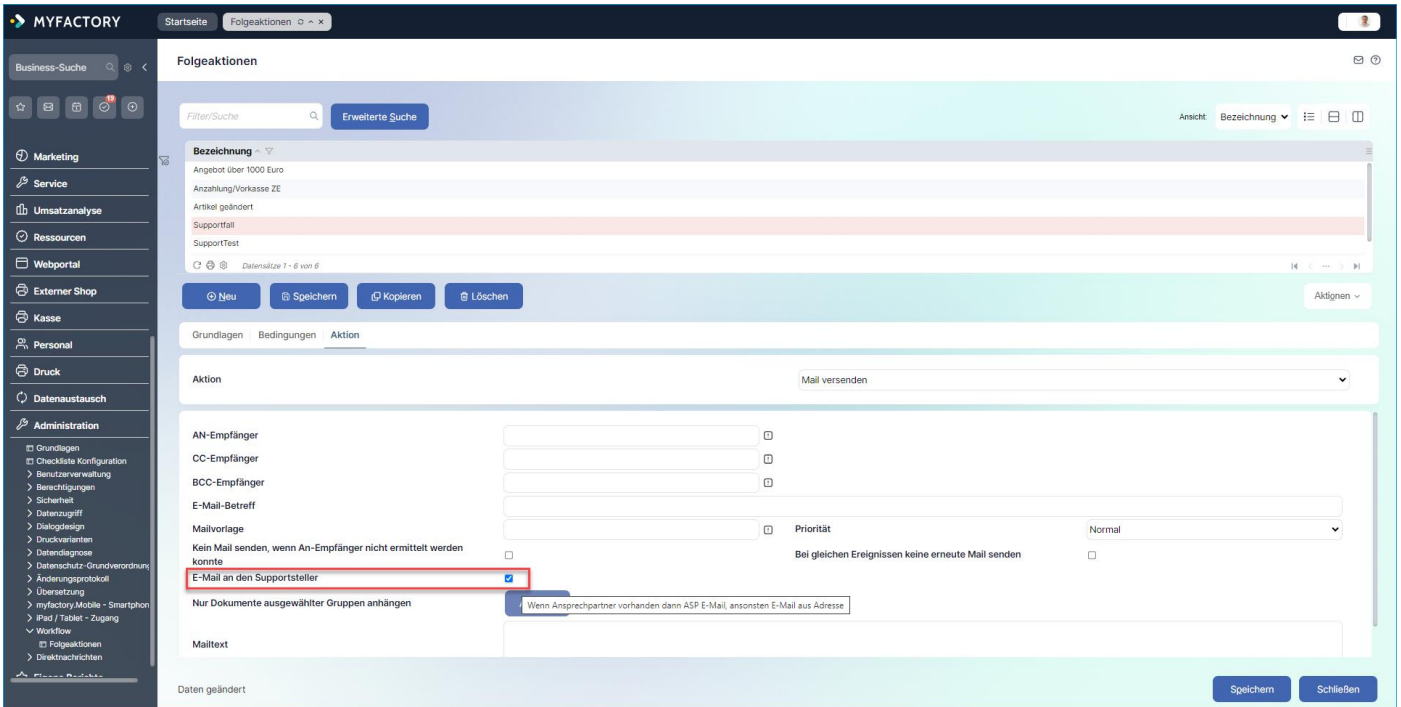 MYFACTORY
Startseite
Folgeaktionen
Business-Suche
Folgeaktionen
19
Filter/Suche
Erweiterte Suche
Ansicht:
Bezeichnung
Marketing
Service
Umsatzanalyse
Ressourcen
Webportal
Externer Shop
Kasse
Personal
Druck
Datenaustausch
Administration
Grundlagen
Checkliste Konfiguration
Benutzerverwaltung
Berechtigungen
Sicherheit
Datenzugriff
Dialogdesign
Druckvarianten
Datendiagnose
Datenschutz-Grundverordnung
Änderungsprotokoll
Übersetzung
myfactory.Mobile - Smartphon
iPad / Tablet - Zugang
Workflow
Folgeaktionen
Direktnachrichten
Bezeichnung
Angebot über 1000 Euro
Anzahlung/Vorkasse ZE
Artikel geändert
Supportfall
SupportTest
Datensätze 1 - 6 von 6
Neu
Speichern
Kopieren
Löschen
Aktionen
Grundlagen
Bedingungen
Aktion
Aktion
Mail versenden
AN-Empfänger
CC-Empfänger
BCC-Empfänger
E-Mail-Betreff
Mailvorlage
Priorität
Normal
Kein Mail senden, wenn An-Empfänger nicht ermittelt werden
konnte
Bei gleichen Ereignissen keine erneute Mail senden
E-Mail an den Supportsteller
Nur Dokumente ausgewählter Gruppen anhängen
Wenn Ansprechpartner vorhanden dann ASP E-Mail, ansonsten E-Mail aus Adresse
Mailtext
Daten geändert
Speichern
Schließen